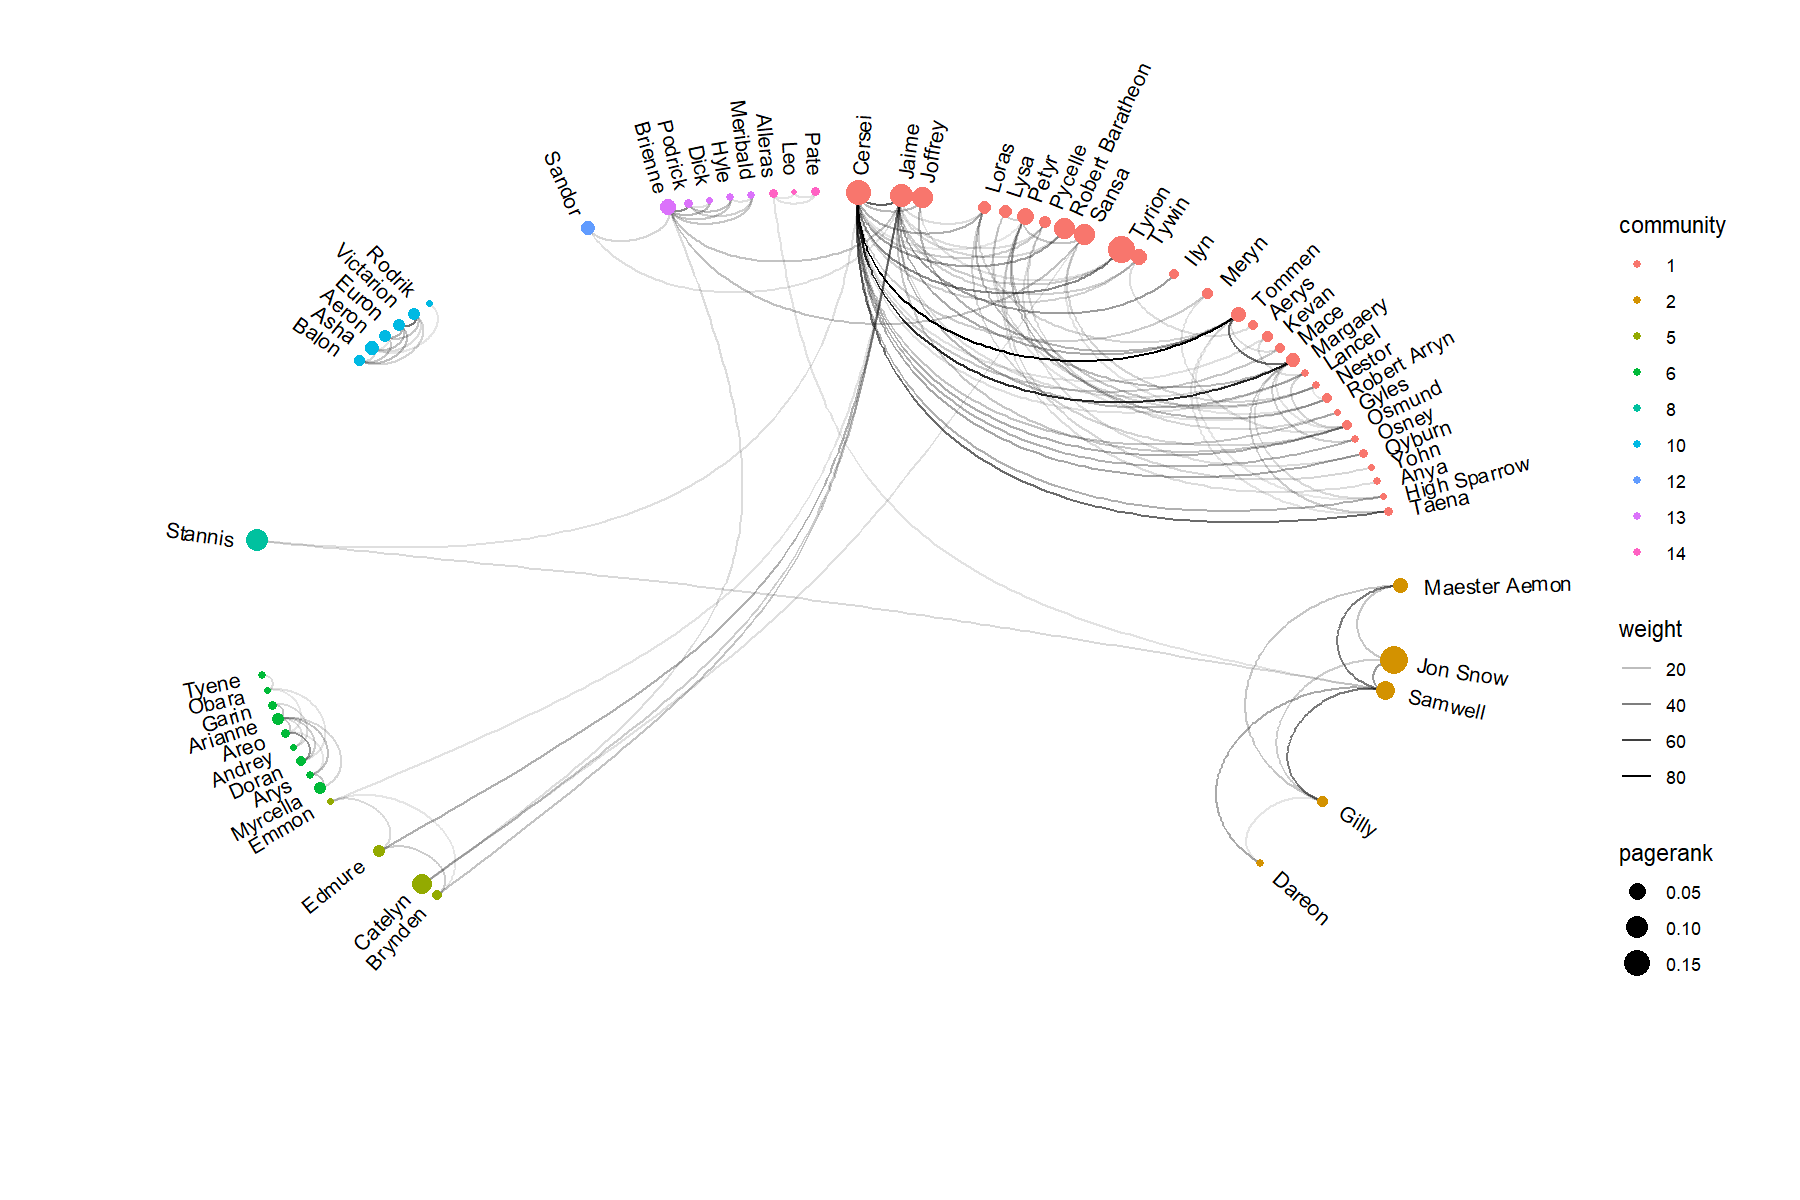 Sandor
Brienne
Podrick
Dick
Hyle
Meribald
Alleras
Leo
Pate
Cersei
Jaime
Joffrey
Loras
Lysa
Petyr
Pycelle
Robert Baratheon
Sansa
Tyrion
Tywin
Ilyn
Meryn
Tommen
Aerys
Kevan
Mace
Margaery
Lancel
Nestor
Robert Arryn
Gyles
Osmund
Osney
Qyburn
Yohn
Anya
High Sparrow
Taena
Maester Aemon
Jon Snow
Samwell
Gilly
Dareon
Brynden
Catelyn
Edmure
Emmon
Myrcella
Arys
Doran
Andrey
Areo
Arianne
Garin
Obara
Tyene
Stannis
Balon
Asha
Aeron
Euron
Victarion
Rodrik
community
1
2
5
6
8
10
12
13
14
weight
20
40
60
80
pagerank
0.05
0.10
0.15